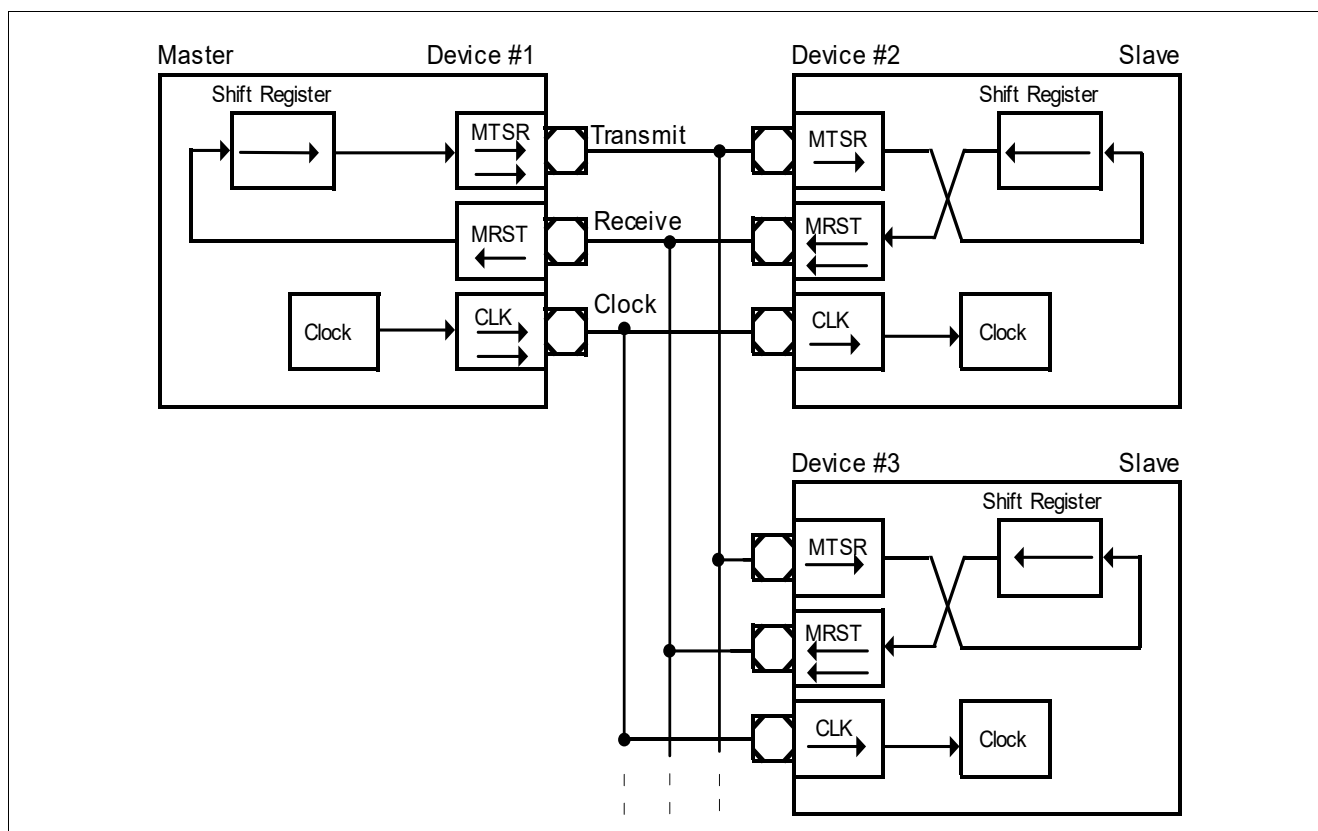 Master Device #1
Shift Register
MTSR
Transmit
MRST
Receive
Clock
CLK
Clock
Device #2 Slave
Shift Register
MTSR
MRST
CLK
Clock
Device #3 Slave
Shift Register
MTSR
MRST
CLK
Clock